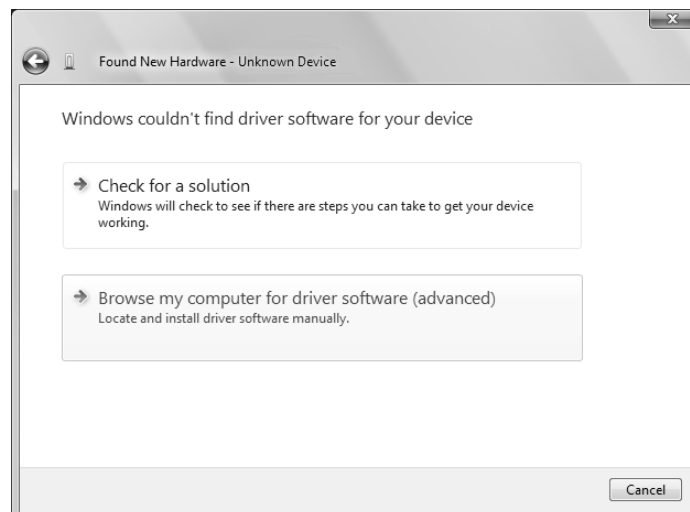 Found New Hardware - Unknown Device
Windows couldn't find driver software for your device
Check for a solution
Windows will check to see if there are steps you can take to get your device
working.
Browse my computer for driver software (advanced)
Locate and install driver software manually.
Cancel